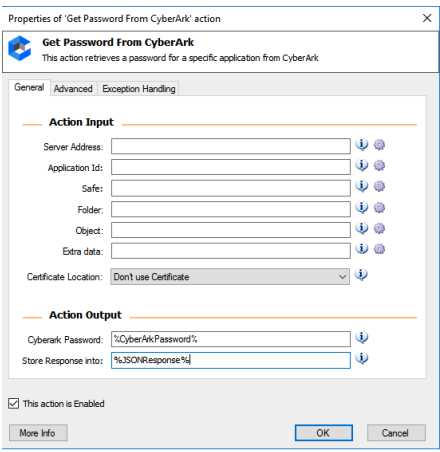 Properties of 'Get Password From CyberArk' action
Get Password From CyberArk
This action retrieves a password for a specific application from CyberArk
General Advanced Exception Handling
Action Input
Server Address:
Application Id:
Safe:
Folder:
Object:
Extra data:
Certificate Location: Don't use Certificate
Action Output
Cyberark Password: %CyberArkPassword%
Store Response into: %JSONResponse%
This action is Enabled
More Info OK Cancel